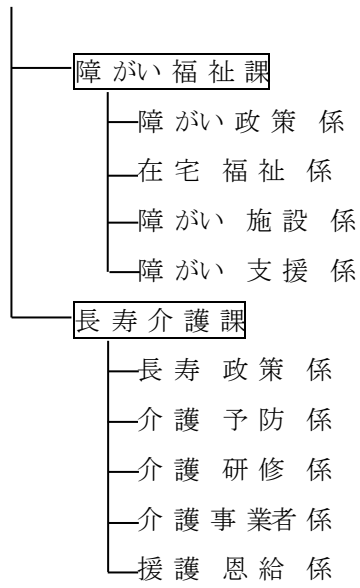 障がい福祉課
障がい政策係
在宅福祉係
障がい施設係
障がい支援係
長寿介護課
長寿政策係
介護予防係
介護研修係
介護事業者係
援護恩給係